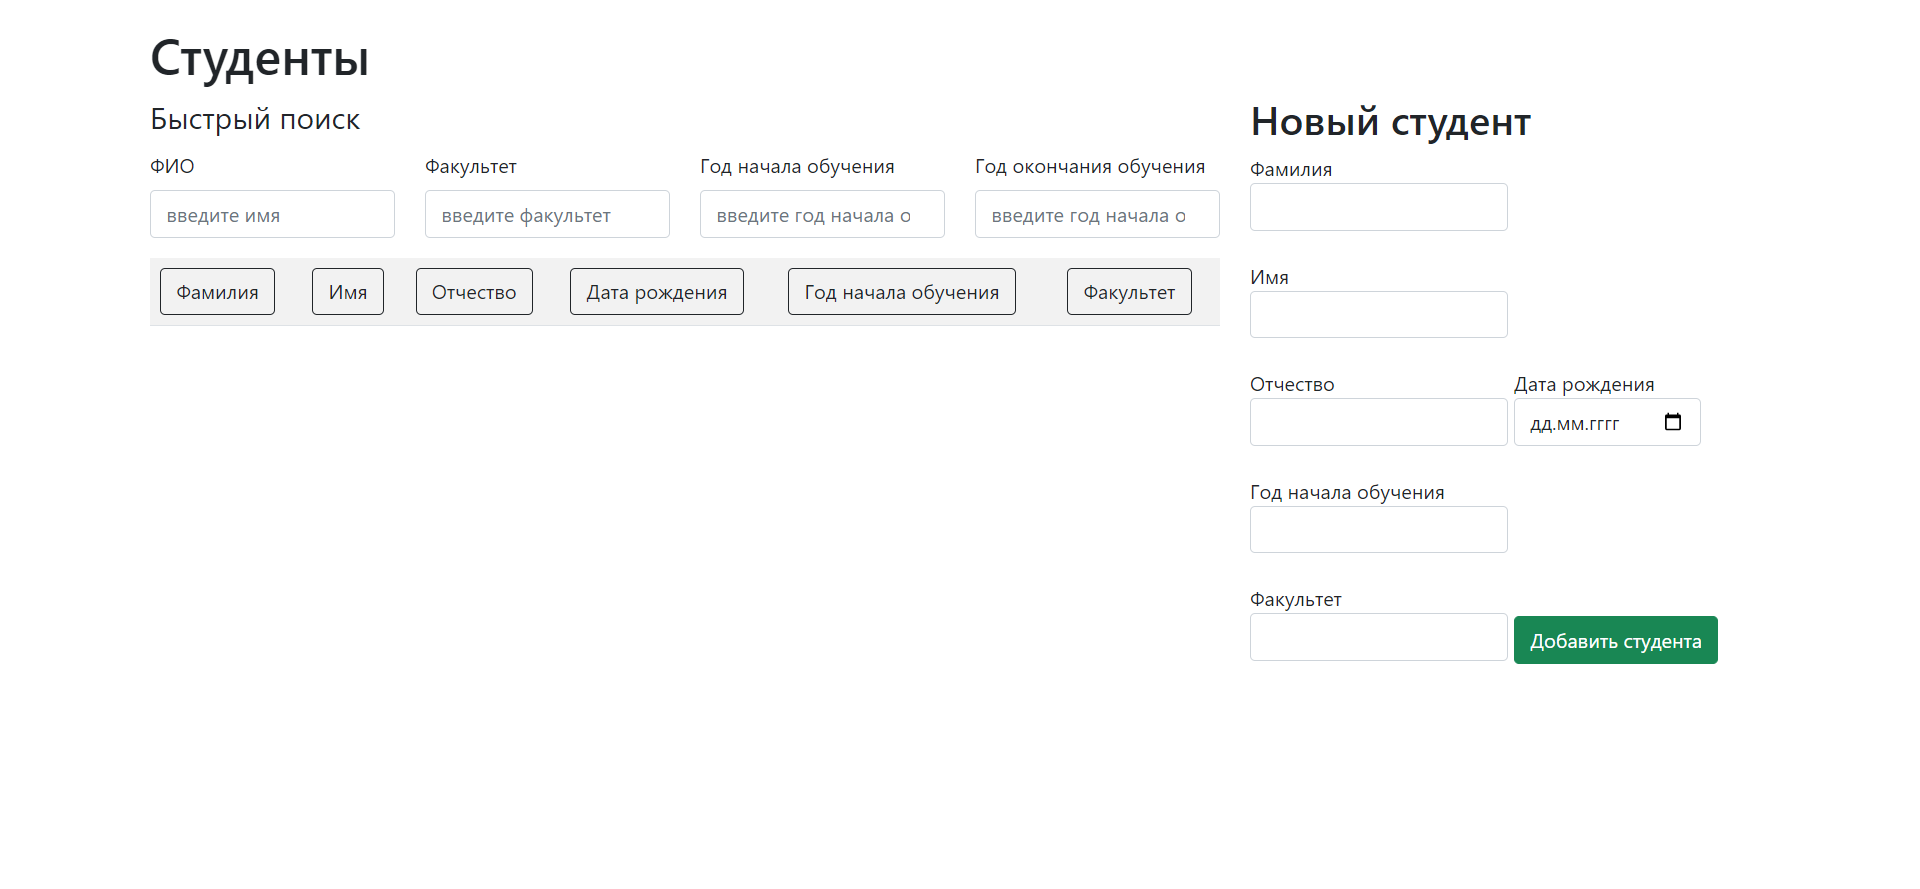 Студенты
Быстрый поиск
ФИО Факультет Год начала обучения Год окончания обучения
введите имя введите факультет введите год начала о введите год начала о
Фамилия Имя Отчество Дата рождения Год начала обучения Факультет
Новый студент
Фамилия
Имя
Отчество Дата рождения
дд.мм.гггг
Год начала обучения
Факультет
Добавить студента